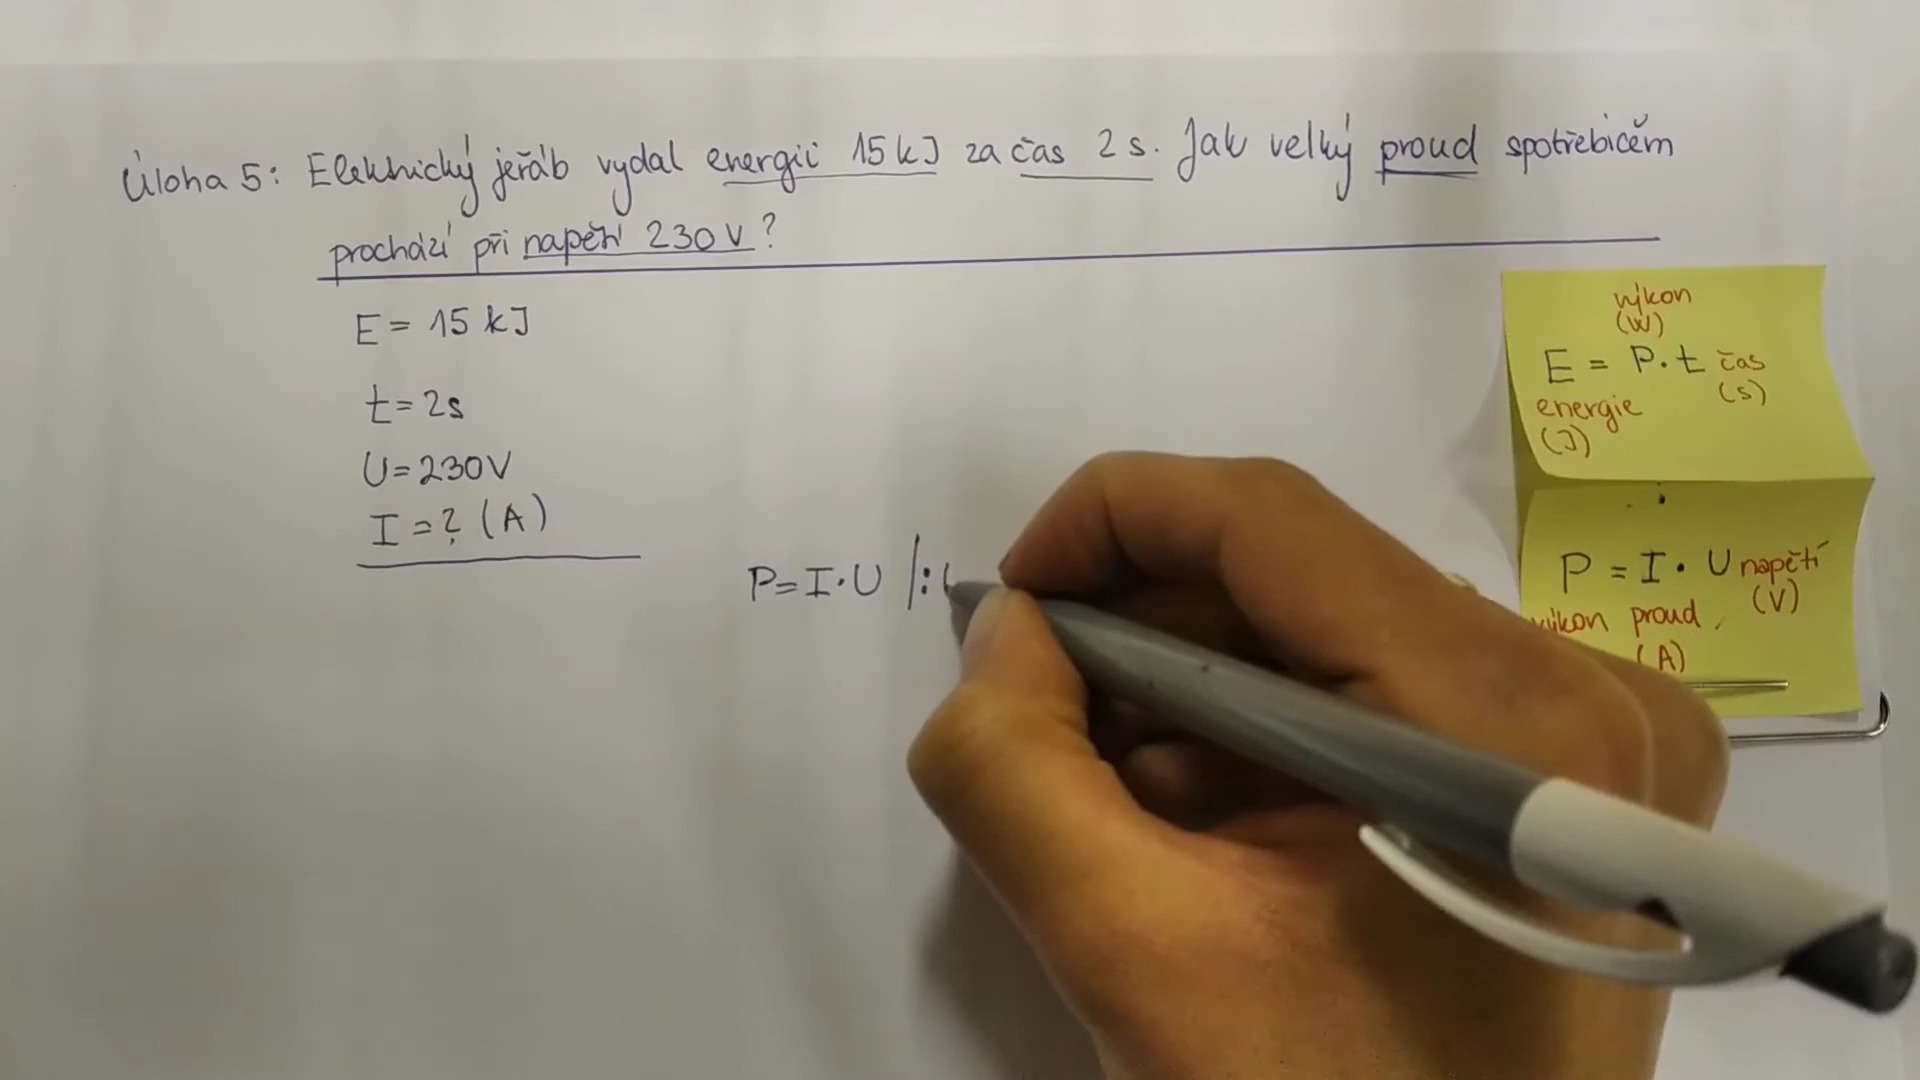 Úloha 5: Elektrický jeřáb vydal energii 15 kJ za čas 2 s. Jak velký proud spotřebičem
prochází při napětí 230 V?
E = 15 kJ
t = 2s
U = 230V
I = ? (A)
P = I · U /:
výkon
(W)
E = P · t čas
energie (s)
(J)
P = I · U napětí
výkon proud (V)
(A)